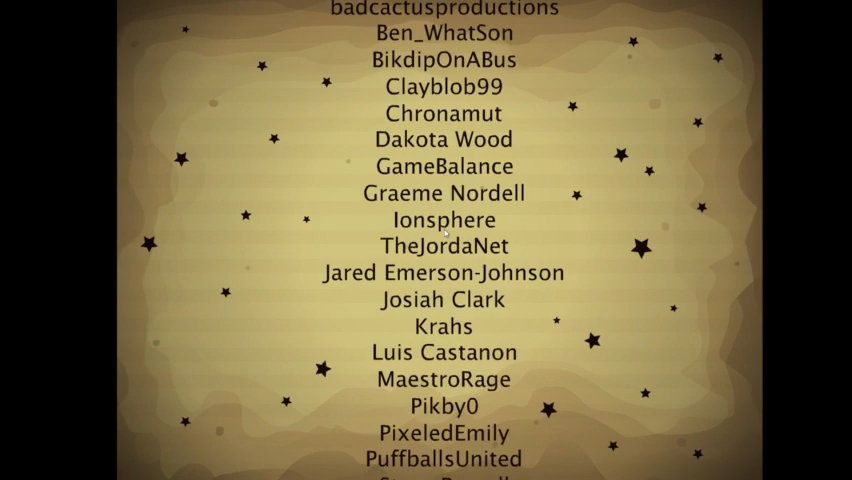 badcactusproductions
Ben_WhatSon
BikdipOnABus
Clayblob99
Chronamut
Dakota Wood
GameBalance
Graeme Nordell
Ionsphere
TheJordaNet
Jared Emerson-Johnson
Josiah Clark
Krahs
Luis Castanon
MaestroRage
Pikby0
PixeledEmily
PuffballsUnited